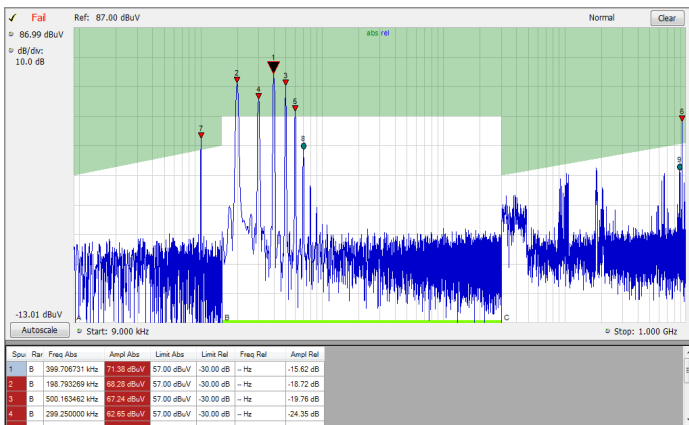 ✓ Fail Ref: 87.00 dBuV Normal Clear
86.99 dBuV
dB/div:
10.0 dB
abs rel
1
2
3
4
5
6
7
8
9
-13.01 dBuV
A B C
Autoscale Start: 9.000 kHz Stop: 1.000 GHz
Spu Rar Freq Abs Ampl Abs Limit Abs Limit Rel Freq Rel Ampl Rel
1 B 399.706731 kHz 71.38 dBuV 57.00 dBuV -30.00 dB -- Hz -15.62 dB
2 B 198.793269 kHz 68.28 dBuV 57.00 dBuV -30.00 dB -- Hz -18.72 dB
3 B 500.163462 kHz 67.24 dBuV 57.00 dBuV -30.00 dB -- Hz -19.76 dB
4 B 299.250000 kHz 62.65 dBuV 57.00 dBuV -30.00 dB -- Hz -24.35 dB